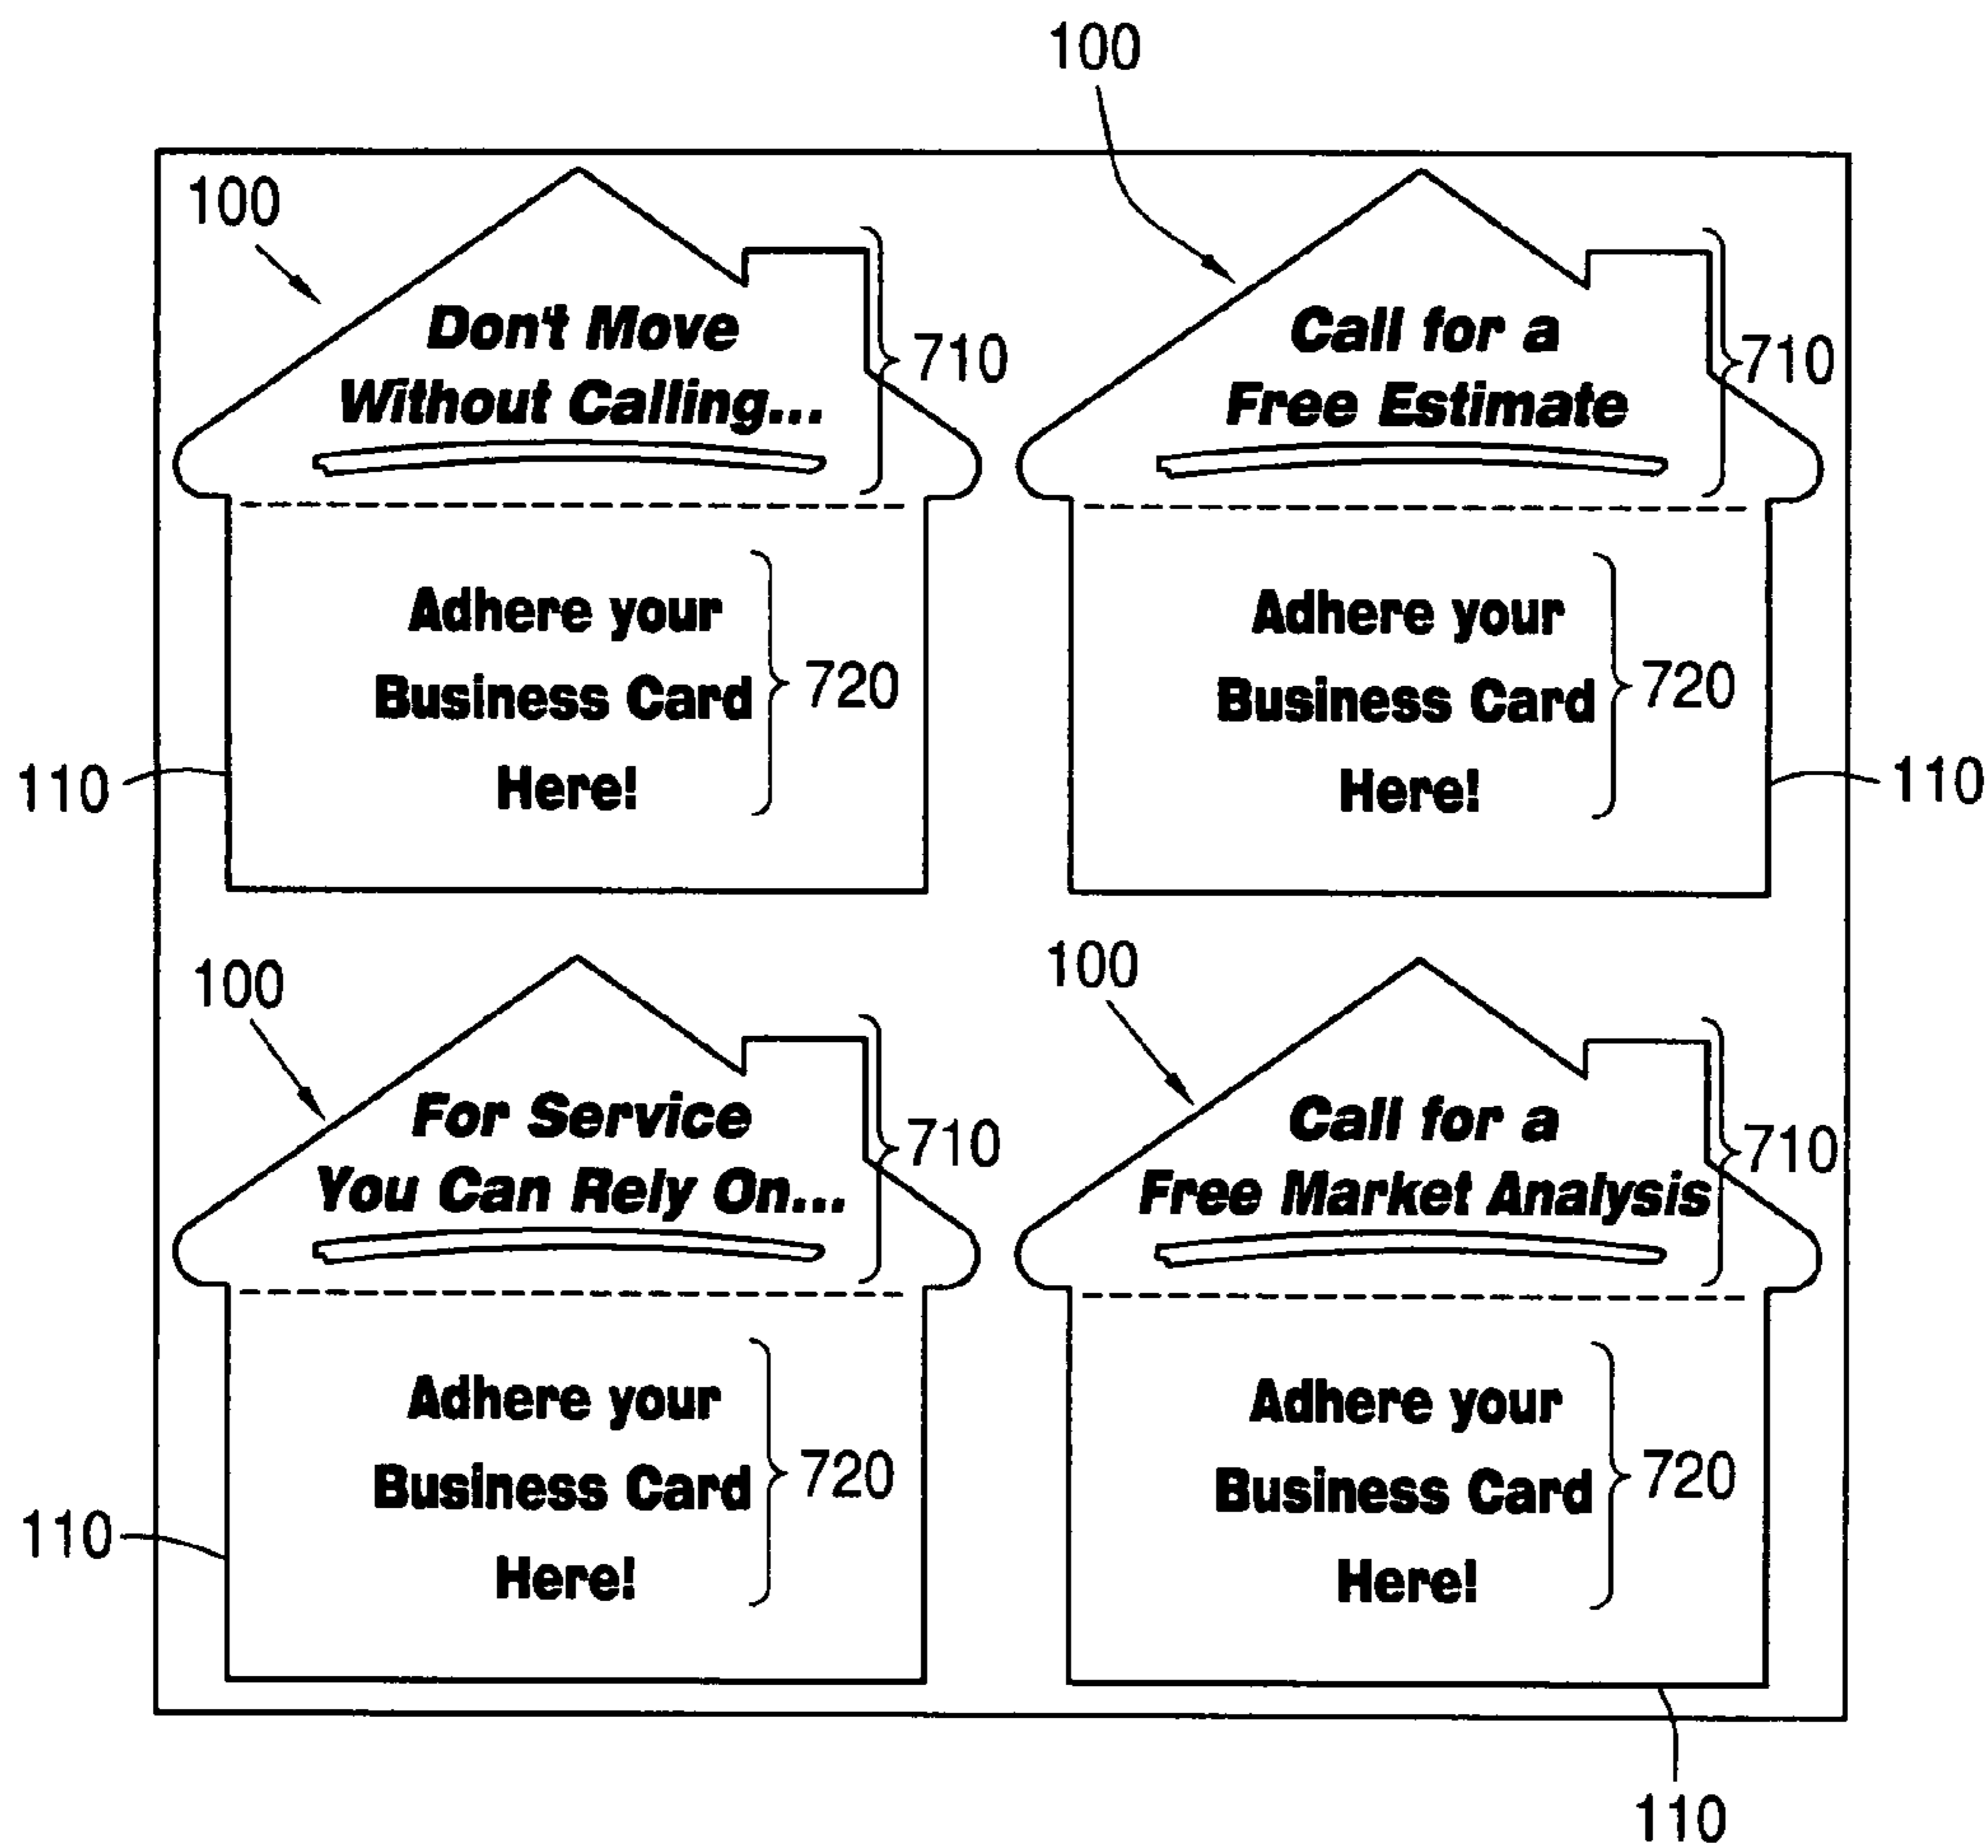 100
100
Don't Move
Without Calling...
710
Call for a
Free Estimate
710
Adhere your
Business Card
Here!
720
Adhere your
Business Card
Here!
720
110
110
100
100
For Service
You Can Rely On...
710
Call for a
Free Market Analysis
710
Adhere your
Business Card
Here!
720
Adhere your
Business Card
Here!
720
110
110